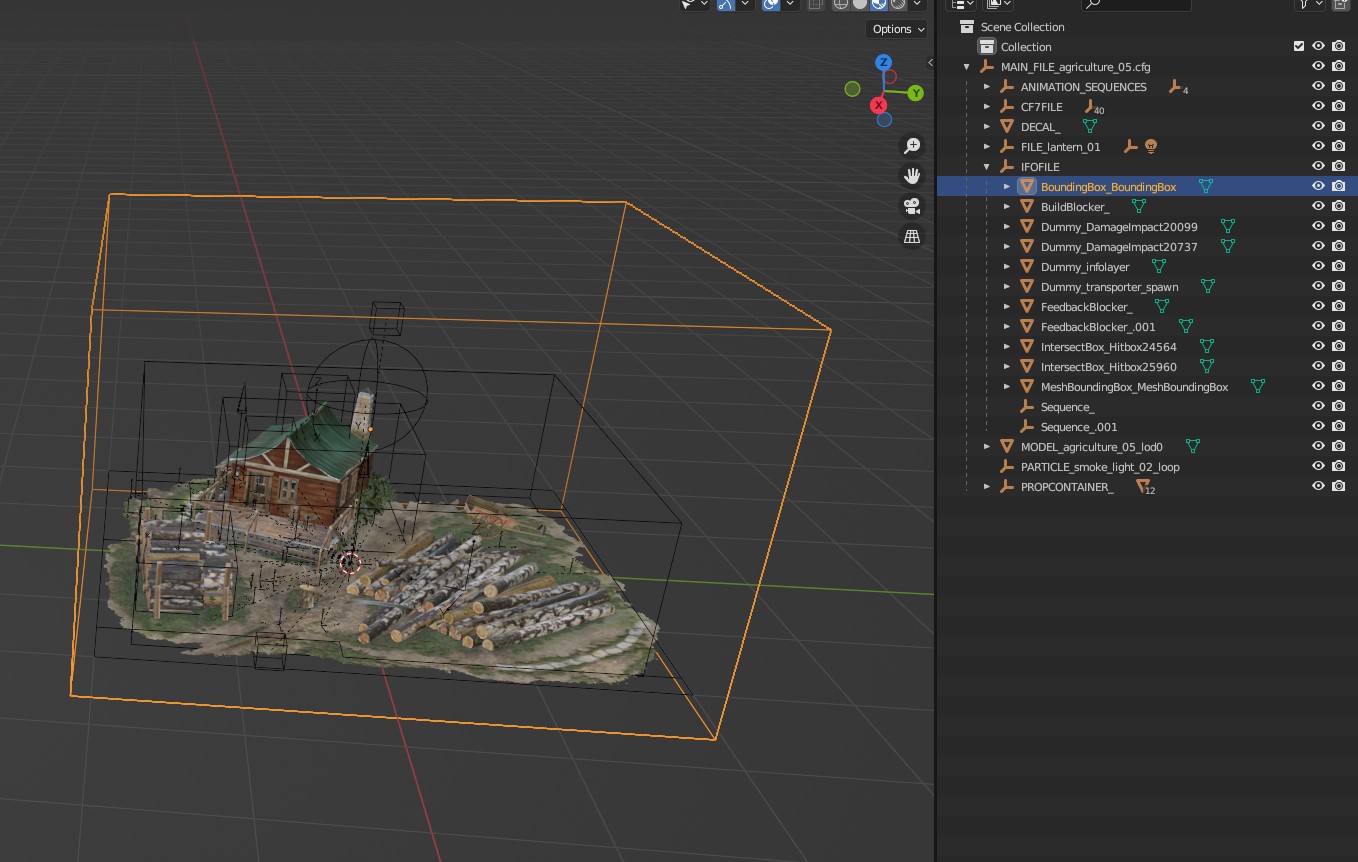 Options
Z
Y
X
Scene Collection
Collection
MAIN_FILE_agriculture_05.cfg
ANIMATION_SEQUENCES 4
CF7FILE 40
DECAL_
FILE_lantern_01
IFOFILE
BoundingBox_BoundingBox
BuildBlocker_
Dummy_DamageImpact20099
Dummy_DamageImpact20737
Dummy_infolayer
Dummy_transporter_spawn
FeedbackBlocker_
FeedbackBlocker_.001
IntersectBox_Hitbox24564
IntersectBox_Hitbox25960
MeshBoundingBox_MeshBoundingBox
Sequence_
Sequence_.001
MODEL_agriculture_05_lod0
PARTICLE_smoke_light_02_loop
PROPCONTAINER_ 12